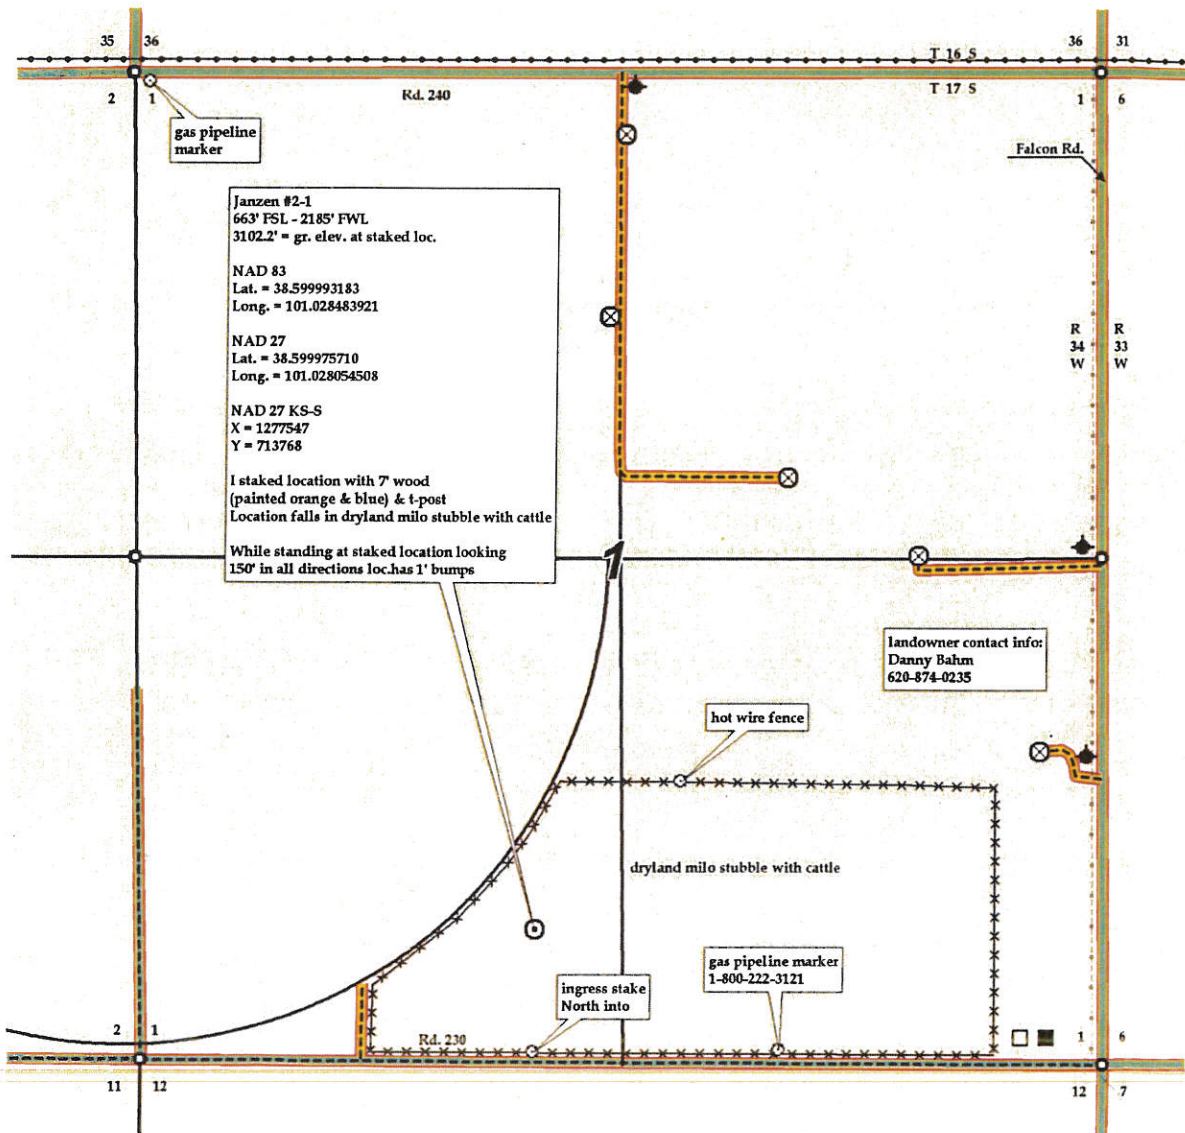 35 36
36 31
T 16 S
T 17 S
2 1
Rd. 240
1 6
gas pipeline
marker
Falcon Rd.
Janzen #2-1
663' FSL - 2185' FWL
3102.2' = gr. elev. at staked loc.
NAD 83
Lat. = 38.599993183
Long. = 101.028483921
NAD 27
Lat. = 38.599975710
Long. = 101.028054508
NAD 27 KS-S
X = 1277547
Y = 713768
I staked location with 7' wood
(painted orange & blue) & t-post
Location falls in dryland milo stubble with cattle
While standing at staked location looking
150' in all directions loc.has 1' bumps
R R
34 33
W W
1
landowner contact info:
Danny Bahm
620-874-0235
hot wire fence
dryland milo stubble with cattle
gas pipeline marker
1-800-222-3121
ingress stake
North into
2 1
Rd. 230
1 6
11 12
12 7